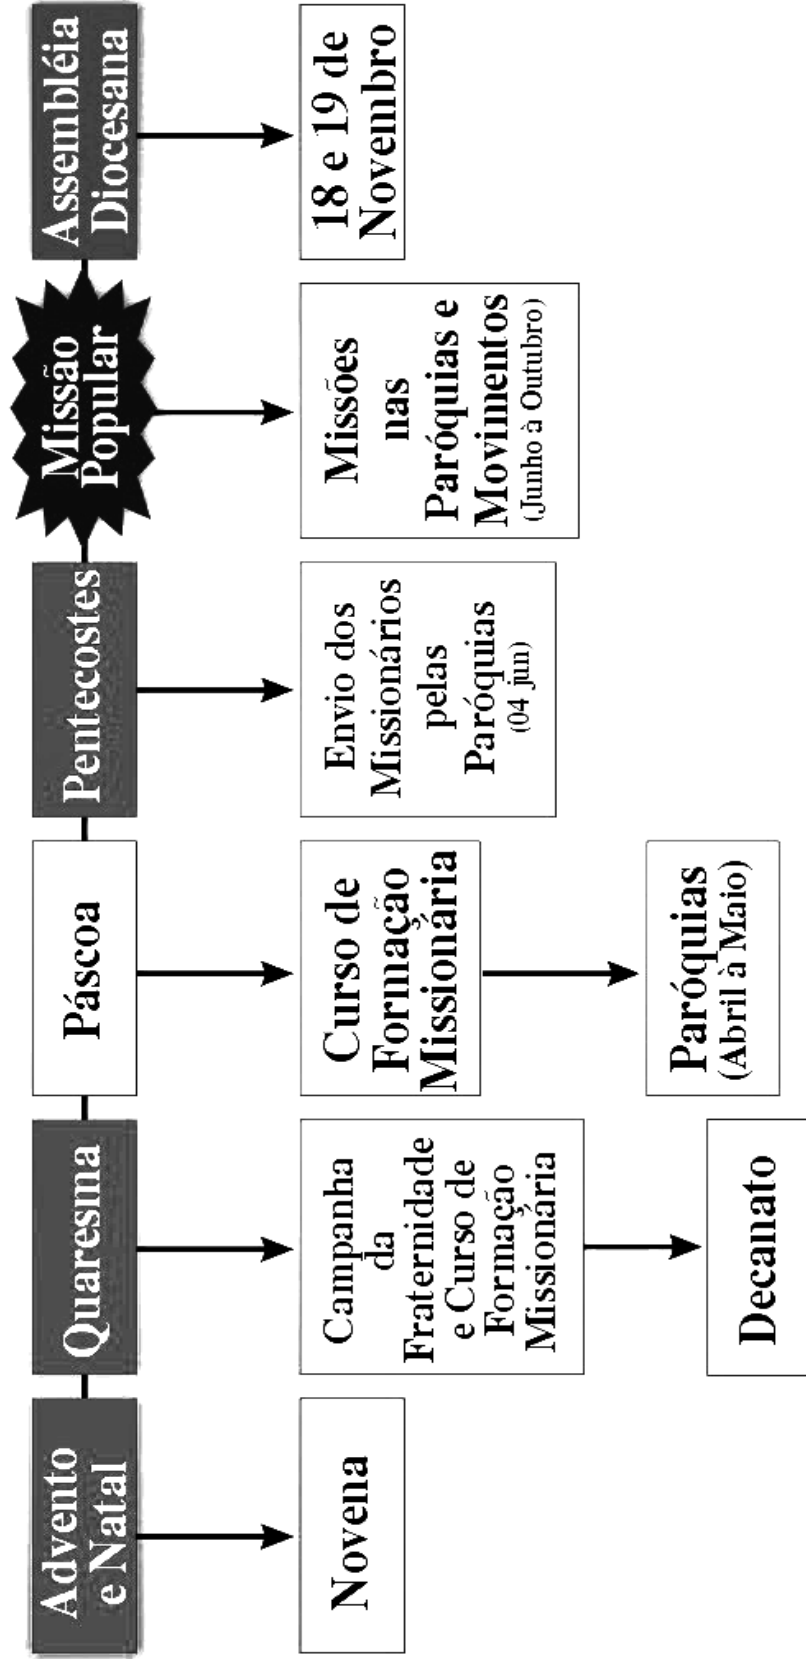 Advento
e Natal
Quaresma
Páscoa
Pentecostes
Missão
Popular
Assembléia
Diocesana
Novena
Campanha
da
Fraternidade
e Curso de
Formação
Missionária
Curso de
Formação
Missionária
Envio dos
Missionários
pelas
Paróquias
(04 jun)
Missões
nas
Paróquias e
Movimentos
(Junho à Outubro)
18 e 19 de
Novembro
Decanato
Paróquias
(Abril à Maio)